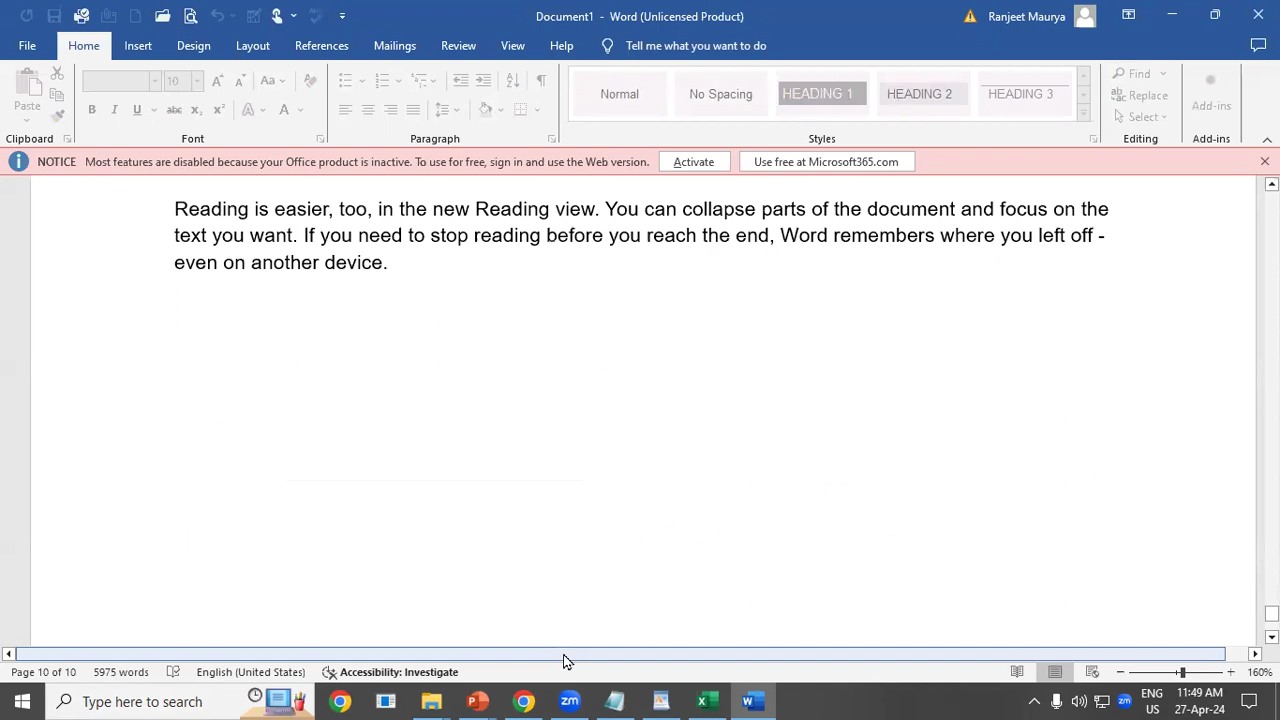 Document1 - Word (Unlicensed Product)
Ranjeet Maurya
File Home Insert Design Layout References Mailings Review View Help Tell me what you want to do
Paste
10
Aa
B I U abc x₂ x² A A
Normal
No Spacing
HEADING 1
HEADING 2
HEADING 3
Find
Replace
Select
Add-ins
Clipboard Font Paragraph Styles Editing Add-ins
NOTICE Most features are disabled because your Office product is inactive. To use for free, sign in and use the Web version. Activate Use free at Microsoft365.com
Reading is easier, too, in the new Reading view. You can collapse parts of the document and focus on the
text you want. If you need to stop reading before you reach the end, Word remembers where you left off -
even on another device.
Page 10 of 10 5975 words English (United States) Accessibility: Investigate 160%
Type here to search
ENG
US
11:49 AM
27-Apr-24